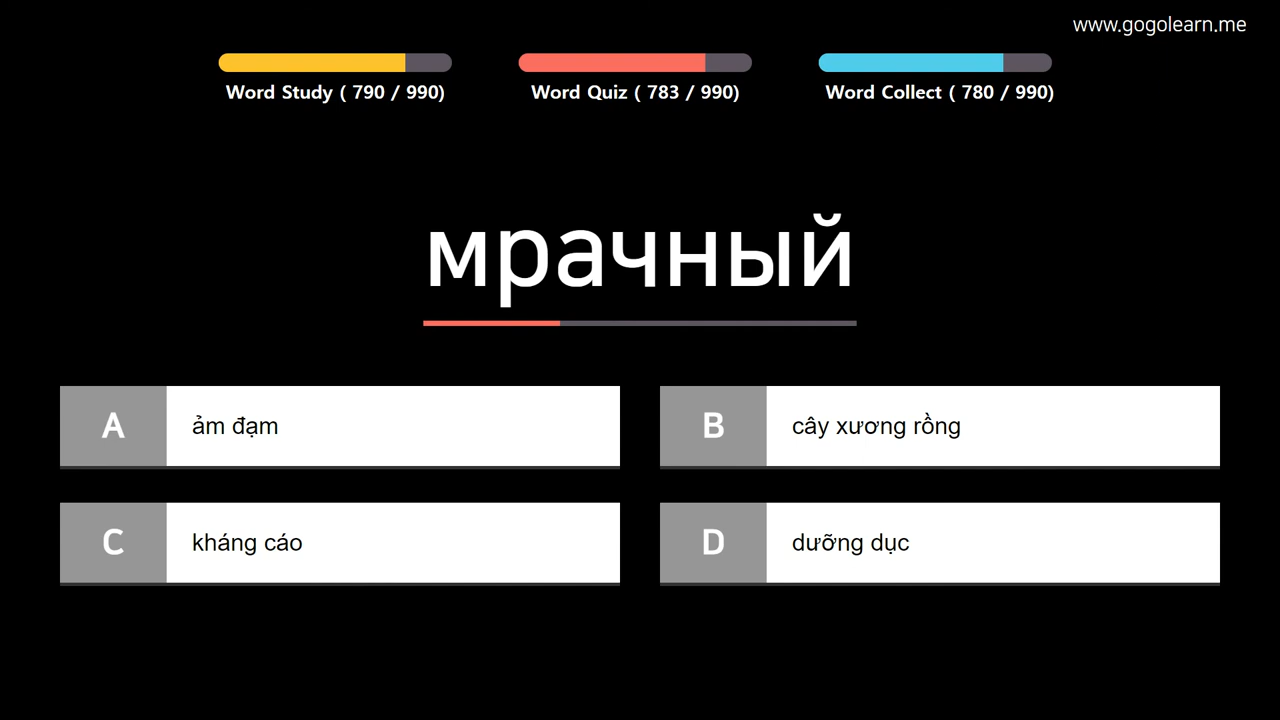 www.gogolearn.me
Word Study ( 790 / 990)
Word Quiz ( 783 / 990)
Word Collect ( 780 / 990)
мрачный
A
ảm đạm
B
cây xương rồng
C
kháng cáo
D
dưỡng dục